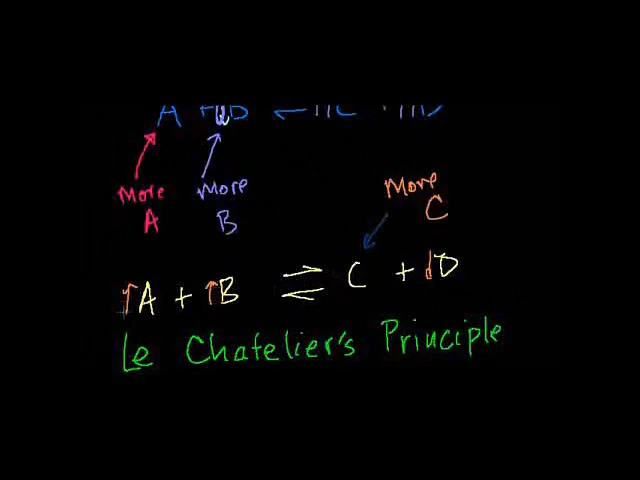 A + B ← C + D
More More More
A B C
↑A + ↑B ⇌ C + ↓D
Le Chatelier's Principle